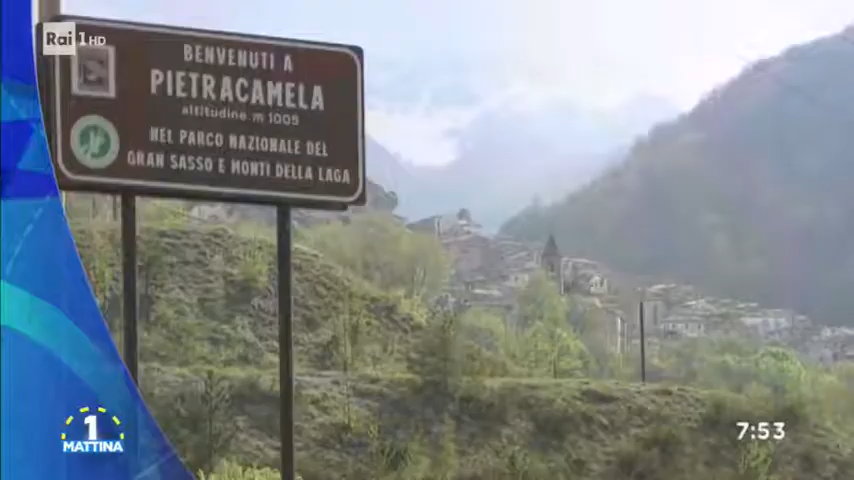 Rai 1 HD
BENVENUTI A
PIETRACAMELA
altitudine m 1005
NEL PARCO NAZIONALE DEL
GRAN SASSO E MONTI DELLA LAGA
1
MATTINA
7:53